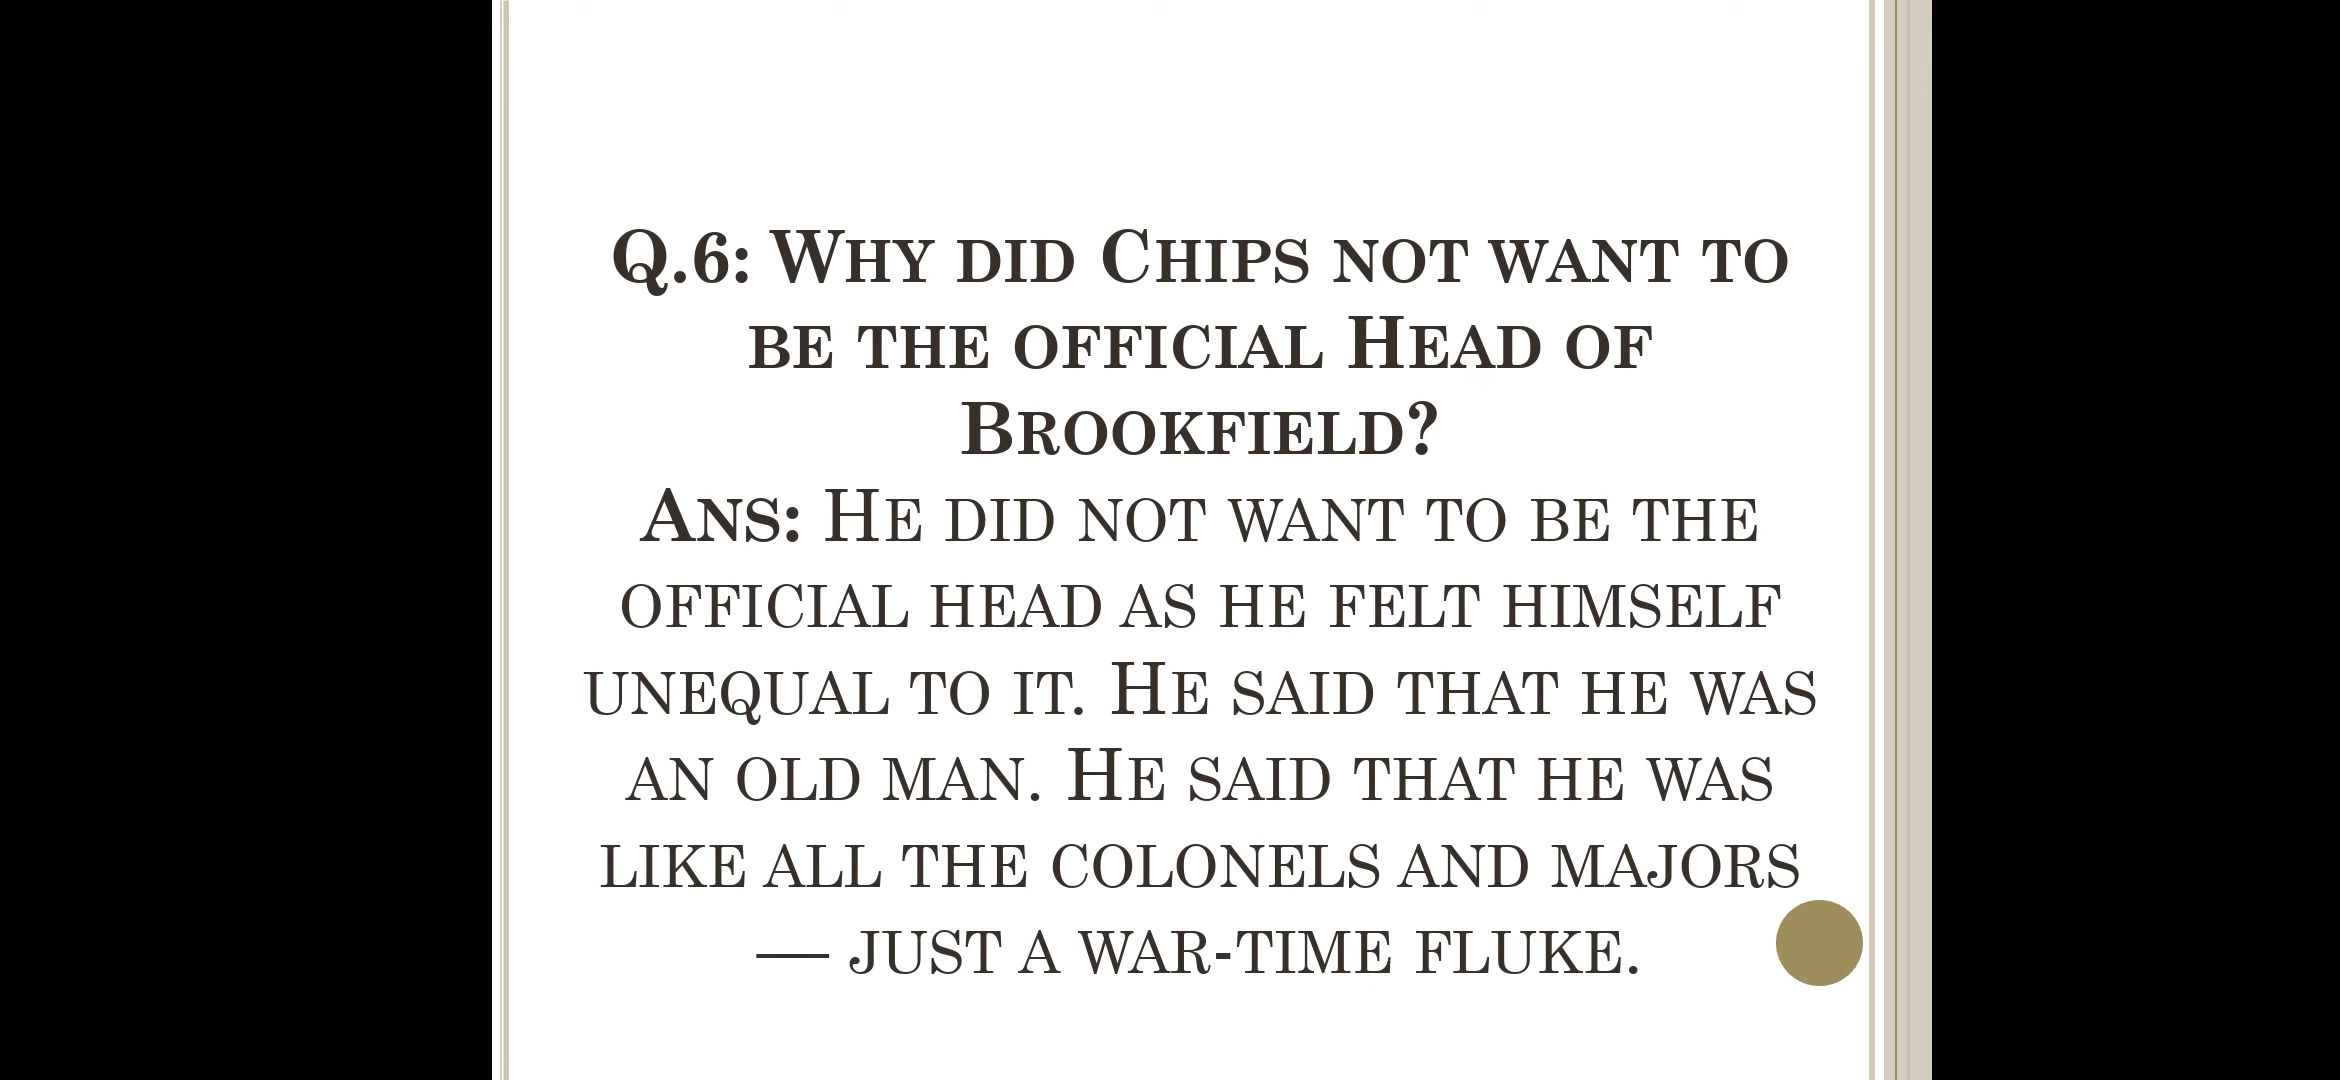 Q.6: Why did Chips not want to
be the official Head of
Brookfield?
Ans: He did not want to be the
official head as he felt himself
unequal to it. He said that he was
an old man. He said that he was
like all the colonels and majors
— just a war-time fluke.